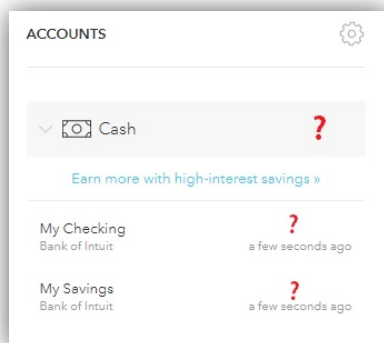 ACCOUNTS
Cash ?
Earn more with high-interest savings »
My Checking ?
Bank of Intuit a few seconds ago
My Savings ?
Bank of Intuit a few seconds ago